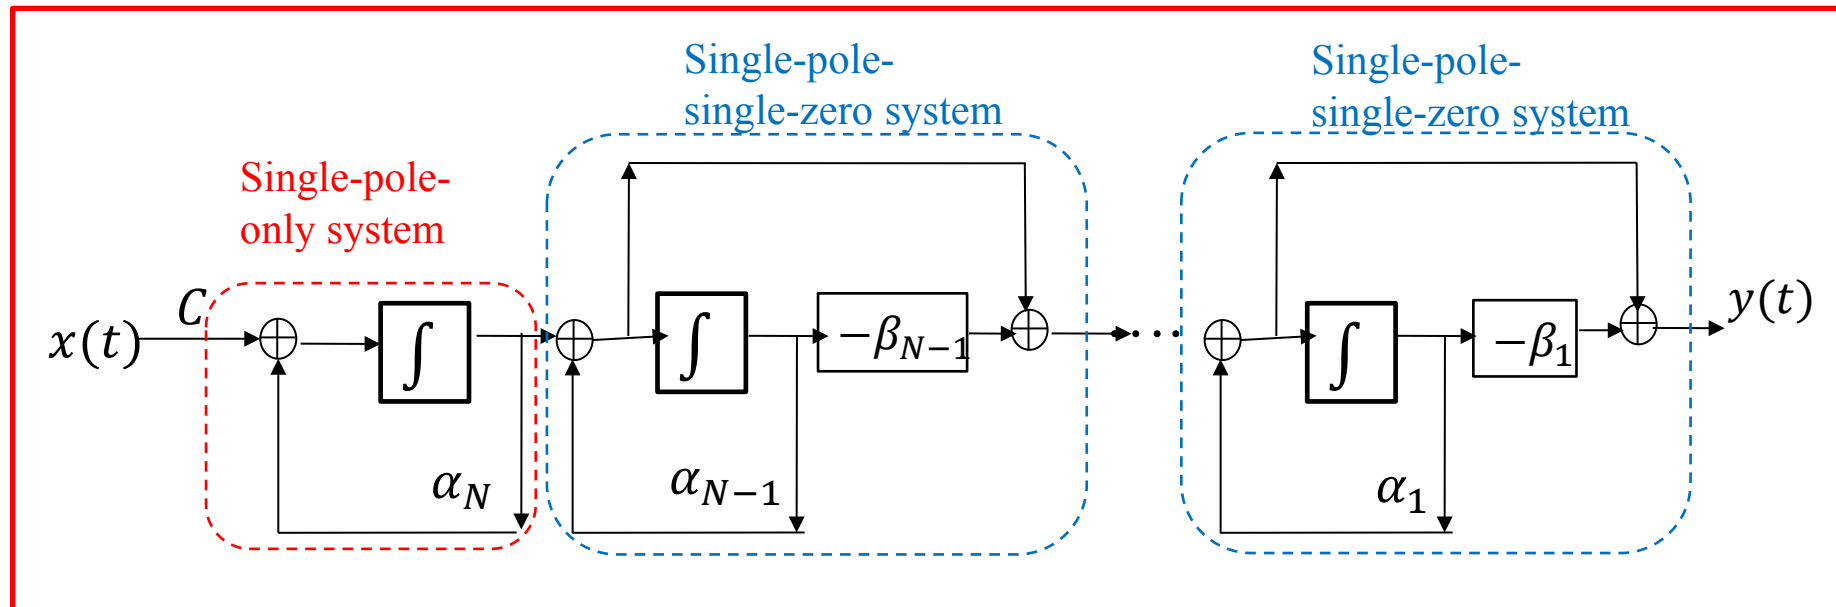 Single-pole-
single-zero system
Single-pole-
single-zero system
Single-pole-
only system
x(t)
C
∫
α_N
∫
−β_{N−1}
α_{N−1}
···
∫
−β_1
α_1
y(t)